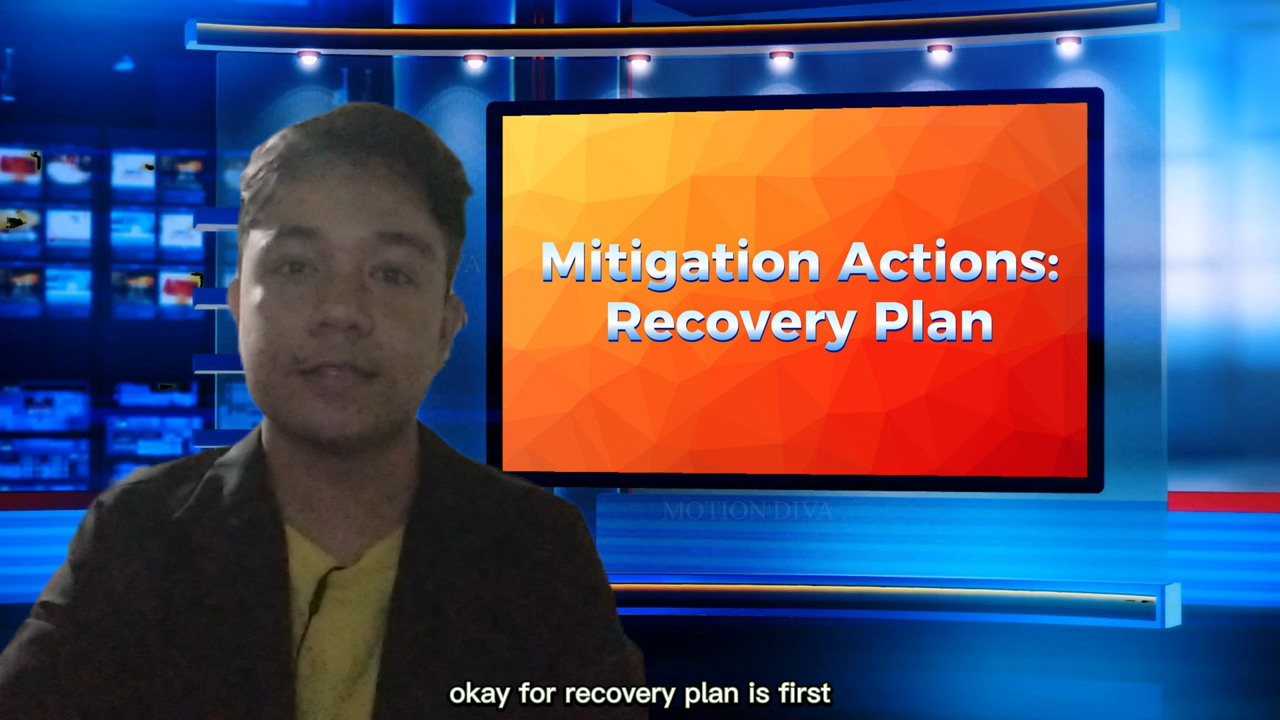 Mitigation Actions:
Recovery Plan
MOTION DIVA
okay for recovery plan is first